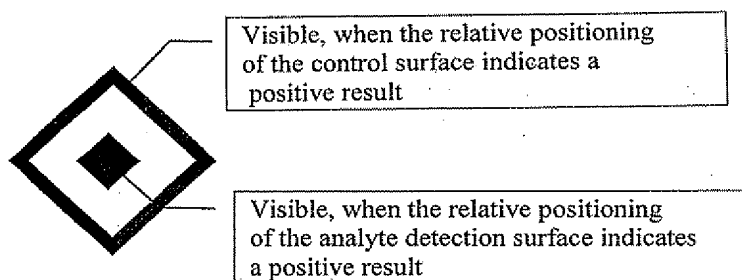 Visible, when the relative positioning
of the control surface indicates a
positive result
Visible, when the relative positioning
of the analyte detection surface indicates
a positive result